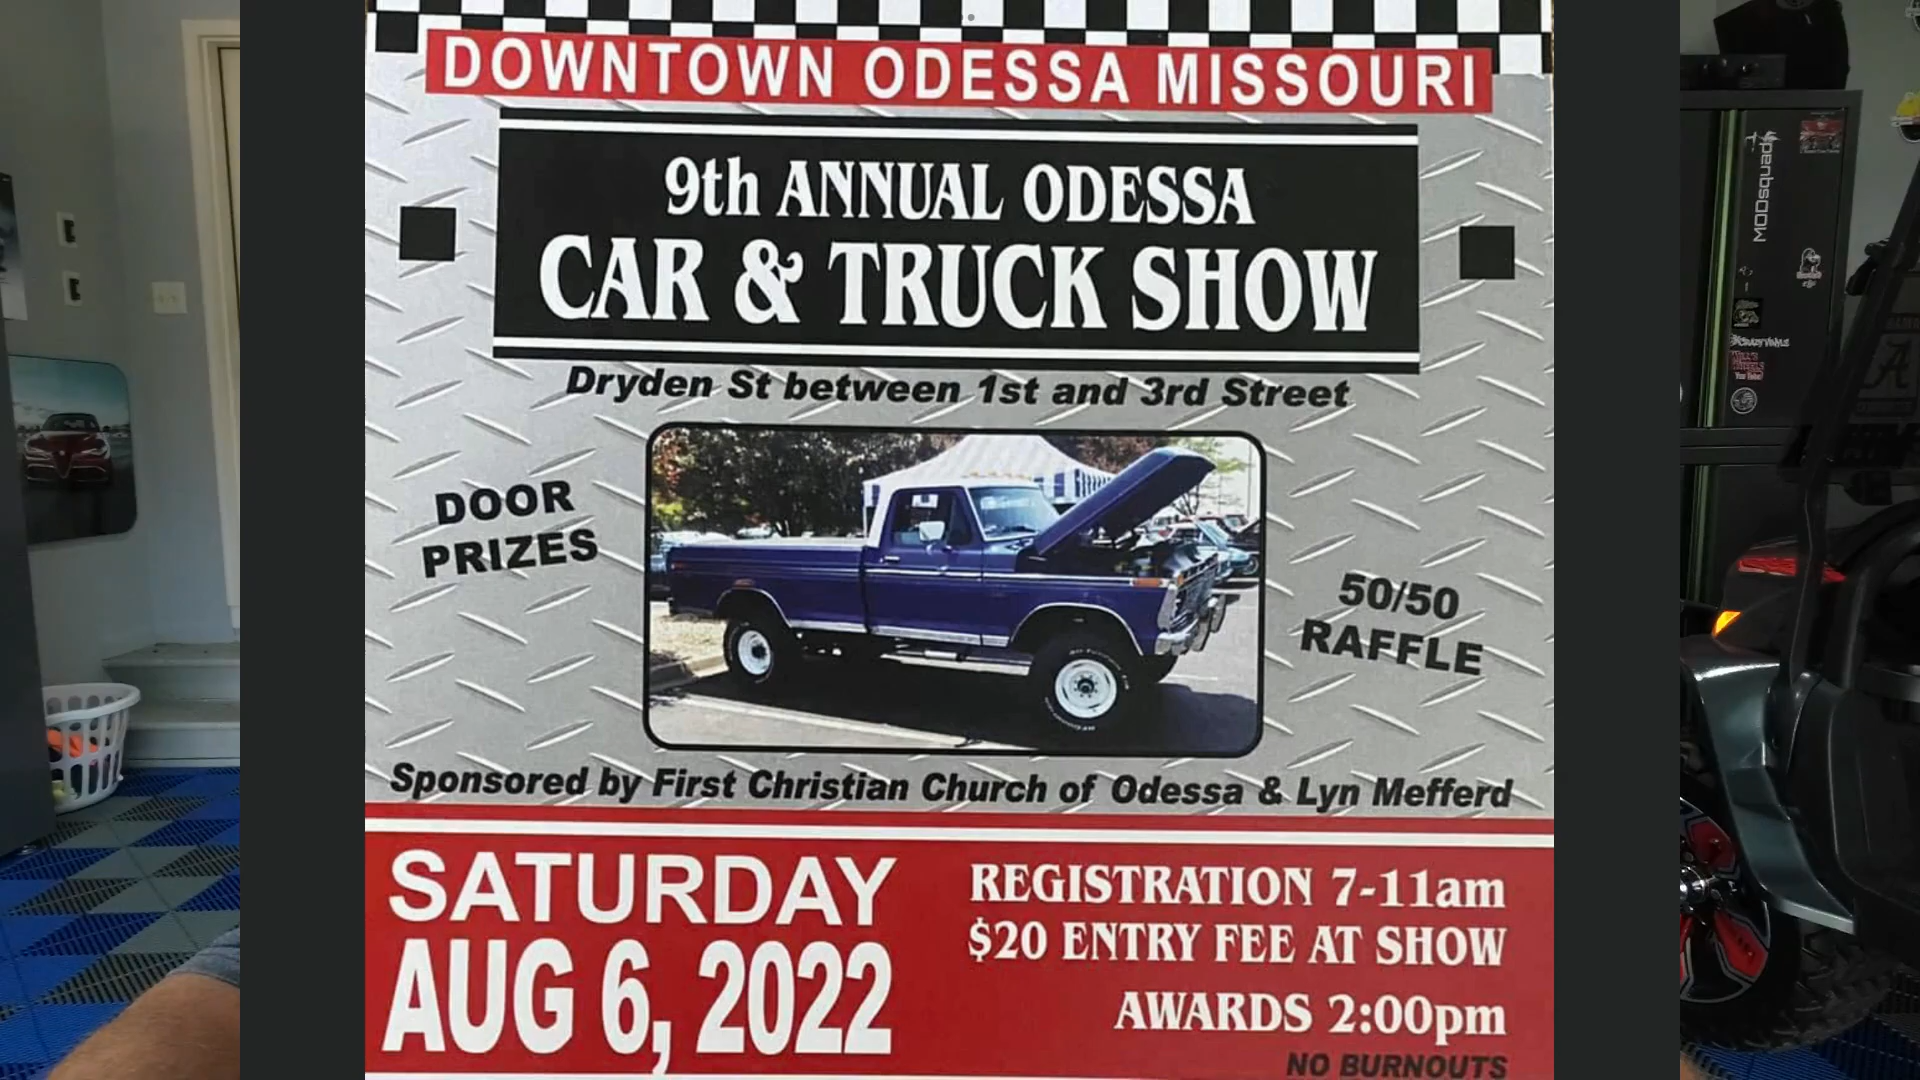 DOWNTOWN ODESSA MISSOURI
9th ANNUAL ODESSA
CAR & TRUCK SHOW
Dryden St between 1st and 3rd Street
DOOR
PRIZES
50/50
RAFFLE
Sponsored by First Christian Church of Odessa & Lyn Mefferd
SATURDAY
AUG 6, 2022
REGISTRATION 7-11am
$20 ENTRY FEE AT SHOW
AWARDS 2:00pm
NO BURNOUTS
MODsquad